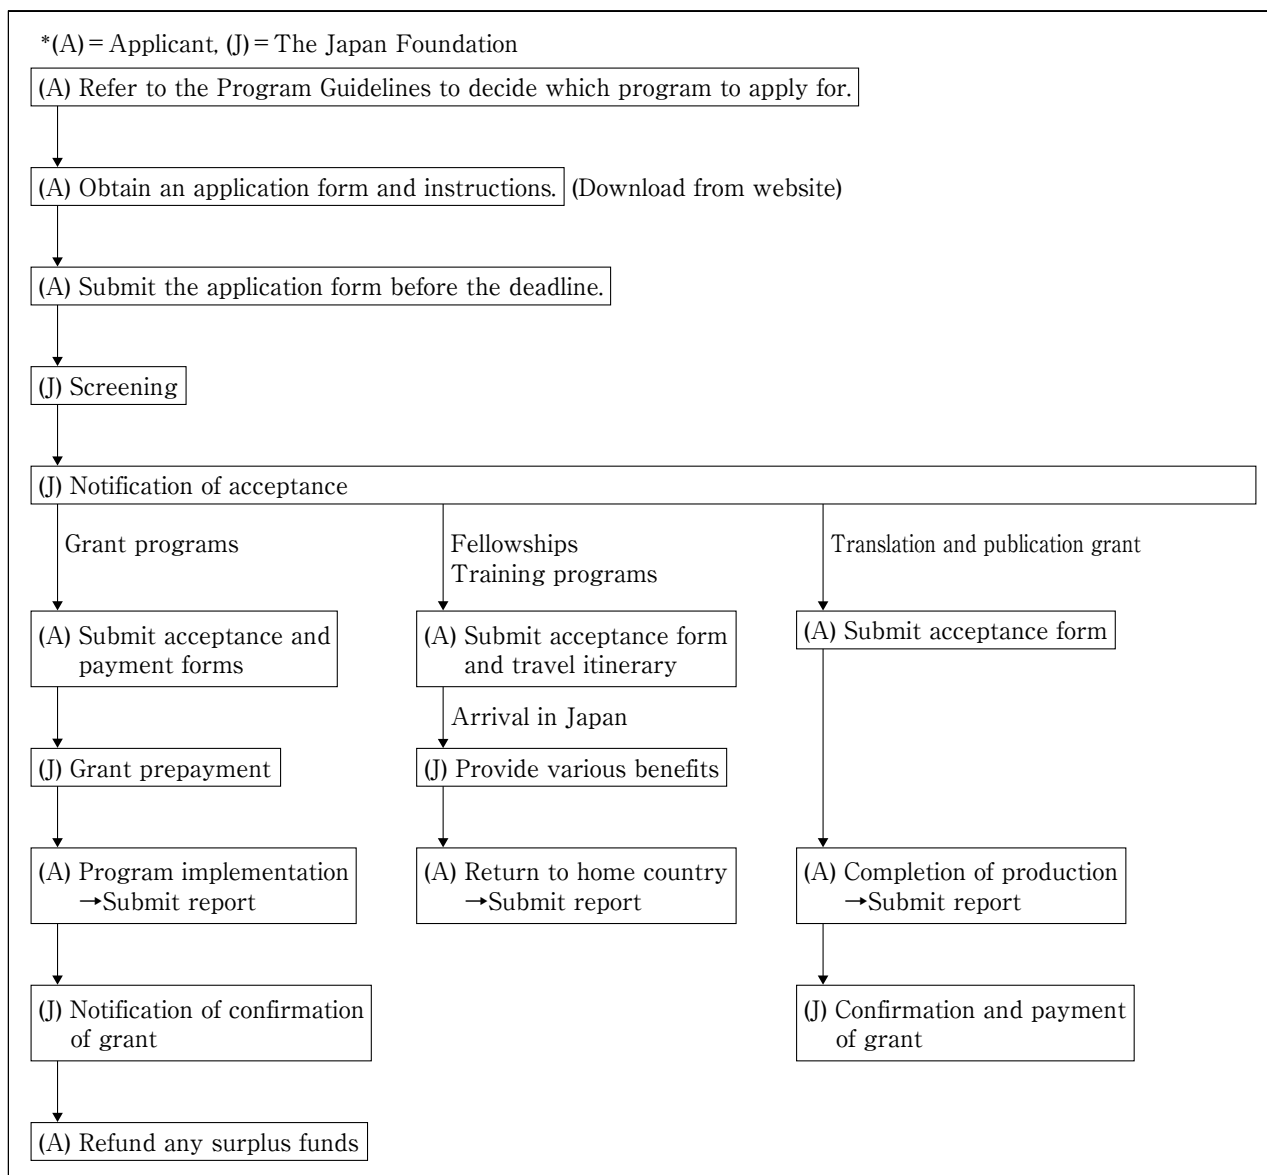 *(A) = Applicant, (J) = The Japan Foundation
(A) Refer to the Program Guidelines to decide which program to apply for.
(A) Obtain an application form and instructions. (Download from website)
(A) Submit the application form before the deadline.
(J) Screening
(J) Notification of acceptance
Grant programs
(A) Submit acceptance and
payment forms
(J) Grant prepayment
(A) Program implementation
→Submit report
(J) Notification of confirmation
of grant
(A) Refund any surplus funds
Fellowships
Training programs
(A) Submit acceptance form
and travel itinerary
Arrival in Japan
(J) Provide various benefits
(A) Return to home country
→Submit report
Translation and publication grant
(A) Submit acceptance form
(A) Completion of production
→Submit report
(J) Confirmation and payment
of grant